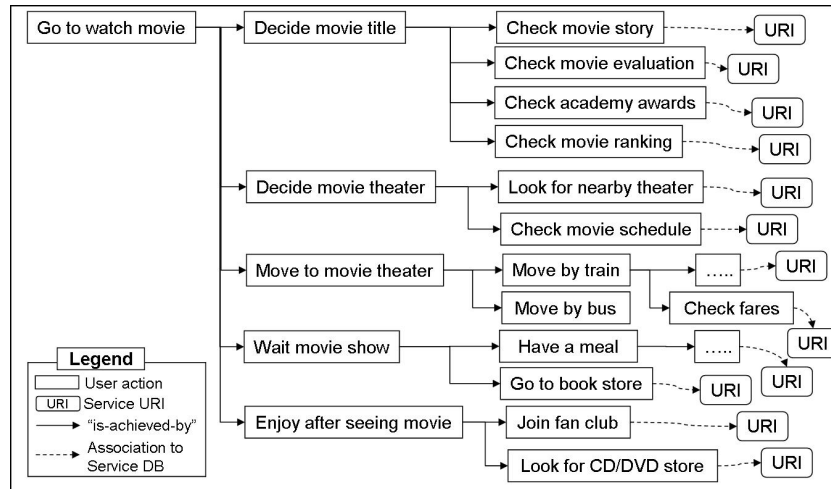 Go to watch movie
Decide movie title
Check movie story
URI
Check movie evaluation
URI
Check academy awards
URI
Check movie ranking
URI
Decide movie theater
Look for nearby theater
URI
Check movie schedule
URI
Move to movie theater
Move by train
.....
URI
Move by bus
Check fares
URI
Wait movie show
Have a meal
.....
URI
Go to book store
URI
Enjoy after seeing movie
Join fan club
URI
Look for CD/DVD store
URI
Legend
User action
URI Service URI
"is-achieved-by"
Association to
Service DB